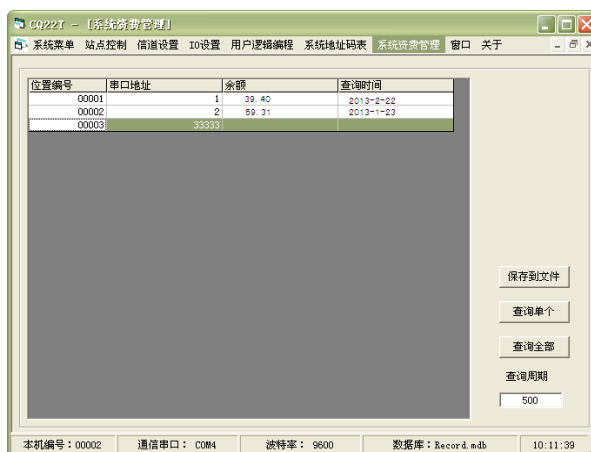 CQ22T - [系统资费管理]
系统菜单 站点控制 信道设置 IO设置 用户逻辑编程 系统地址码表 系统资费管理 窗口 关于
位置编号 串口地址 余额 查询时间
00001 1 39.40 2013-2-22
00002 2 59.31 2013-1-23
00003 33333
保存到文件
查询单个
查询全部
查询周期
500
本机编号:00002 通信串口: COM4 波特率: 9600 数据库:Record.mdb 10:11:39